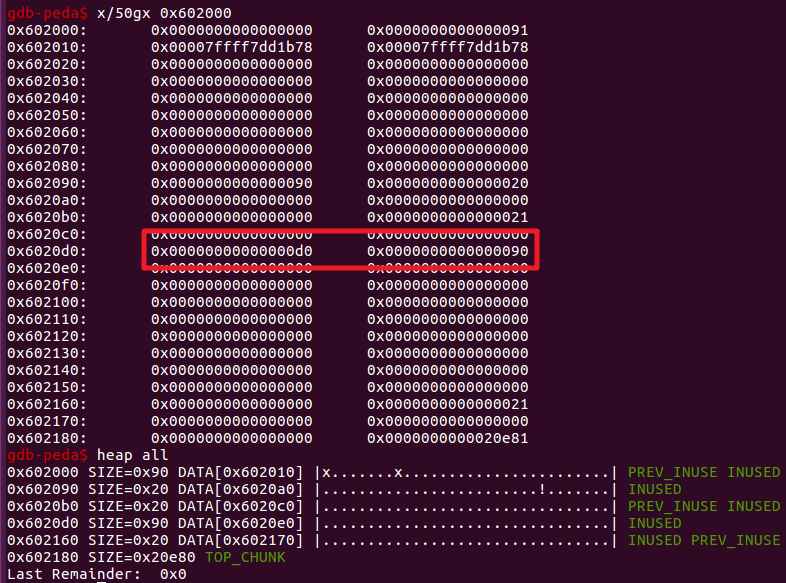 gdb-peda$ x/50gx 0x602000
0x602000: 0x0000000000000000 0x0000000000000091
0x602010: 0x00007ffff7dd1b78 0x00007ffff7dd1b78
0x602020: 0x0000000000000000 0x0000000000000000
0x602030: 0x0000000000000000 0x0000000000000000
0x602040: 0x0000000000000000 0x0000000000000000
0x602050: 0x0000000000000000 0x0000000000000000
0x602060: 0x0000000000000000 0x0000000000000000
0x602070: 0x0000000000000000 0x0000000000000000
0x602080: 0x0000000000000000 0x0000000000000000
0x602090: 0x0000000000000090 0x0000000000000020
0x6020a0: 0x0000000000000000 0x0000000000000000
0x6020b0: 0x0000000000000000 0x0000000000000021
0x6020c0: 0x0000000000000000 0x0000000000000000
0x6020d0: 0x00000000000000d0 0x0000000000000090
0x6020e0: 0x0000000000000000 0x0000000000000000
0x6020f0: 0x0000000000000000 0x0000000000000000
0x602100: 0x0000000000000000 0x0000000000000000
0x602110: 0x0000000000000000 0x0000000000000000
0x602120: 0x0000000000000000 0x0000000000000000
0x602130: 0x0000000000000000 0x0000000000000000
0x602140: 0x0000000000000000 0x0000000000000000
0x602150: 0x0000000000000000 0x0000000000000000
0x602160: 0x0000000000000000 0x0000000000000021
0x602170: 0x0000000000000000 0x0000000000000000
0x602180: 0x0000000000000000 0x0000000000020e81
gdb-peda$ heap all
0x602000 SIZE=0x90 DATA[0x602010] |x.......x.......................| PREV_INUSE INUSED
0x602090 SIZE=0x20 DATA[0x6020a0] |........................!.......| INUSED
0x6020b0 SIZE=0x20 DATA[0x6020c0] |................................| PREV_INUSE INUSED
0x6020d0 SIZE=0x90 DATA[0x6020e0] |................................| INUSED
0x602160 SIZE=0x20 DATA[0x602170] |................................| INUSED PREV_INUSE
0x602180 SIZE=0x20e80 TOP_CHUNK
Last Remainder: 0x0